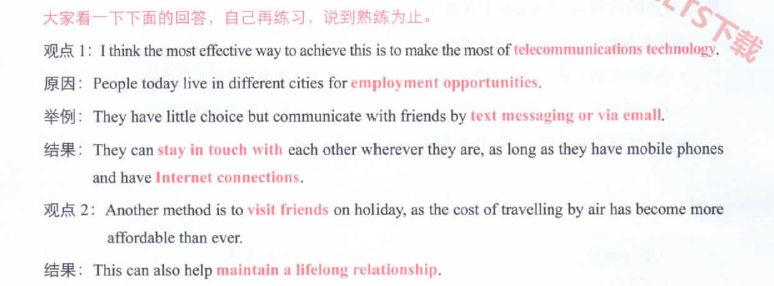 大家看一下下面的回答，自己再练习，说到熟练为止。
IELTS下载
观点 1：I think the most effective way to achieve this is to make the most of telecommunications technology.
原因：People today live in different cities for employment opportunities.
举例：They have little choice but communicate with friends by text messaging or via email.
结果：They can stay in touch with each other wherever they are, as long as they have mobile phones
and have Internet connections.
观点 2：Another method is to visit friends on holiday, as the cost of travelling by air has become more
affordable than ever.
结果：This can also help maintain a lifelong relationship.